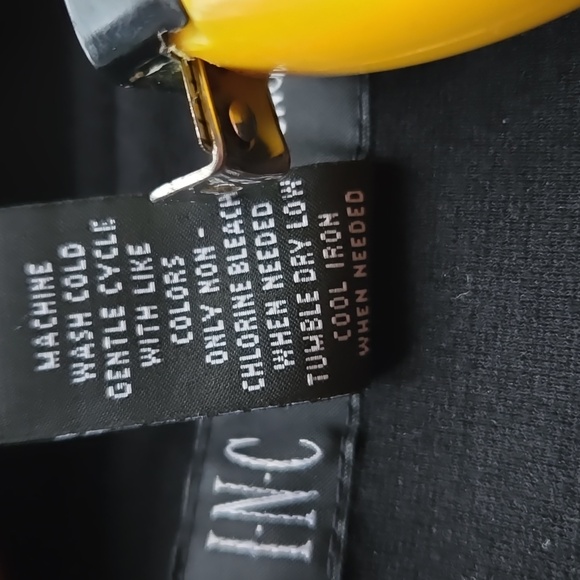 MACHINE
WASH COLD
GENTLE CYCLE
WITH LIKE
COLORS
ONLY NON-
CHLORINE BLEACH
WHEN NEEDED
TUMBLE DRY LOW
COOL IRON
WHEN NEEDED
I·N·C